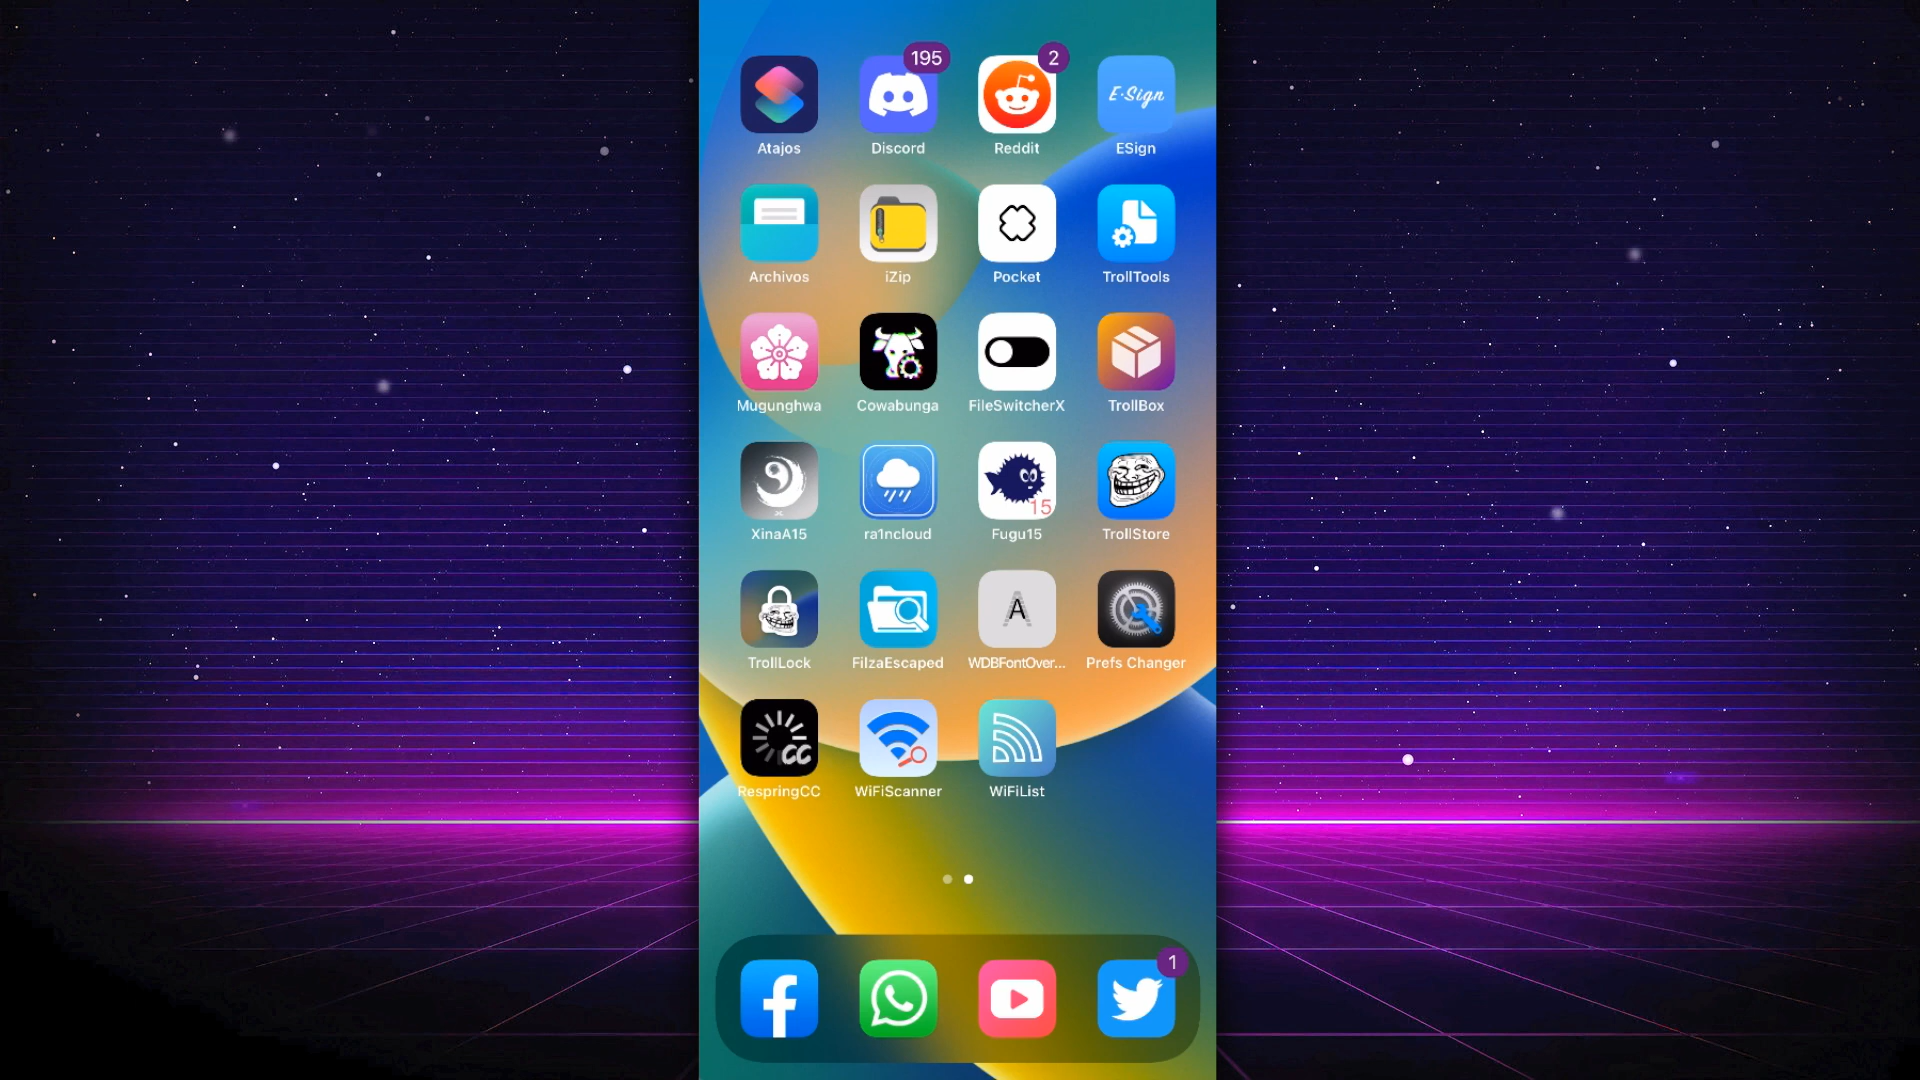 195
2
E·Sign
Atajos
Discord
Reddit
ESign
Archivos
iZip
Pocket
TrollTools
Mugunghwa
Cowabunga
FileSwitcherX
TrollBox
15
XinaA15
ra1ncloud
Fugu15
TrollStore
A
TrollLock
FilzaEscaped
WDBFontOver...
Prefs Changer
CC
RespringCC
WiFiScanner
WiFiList
1